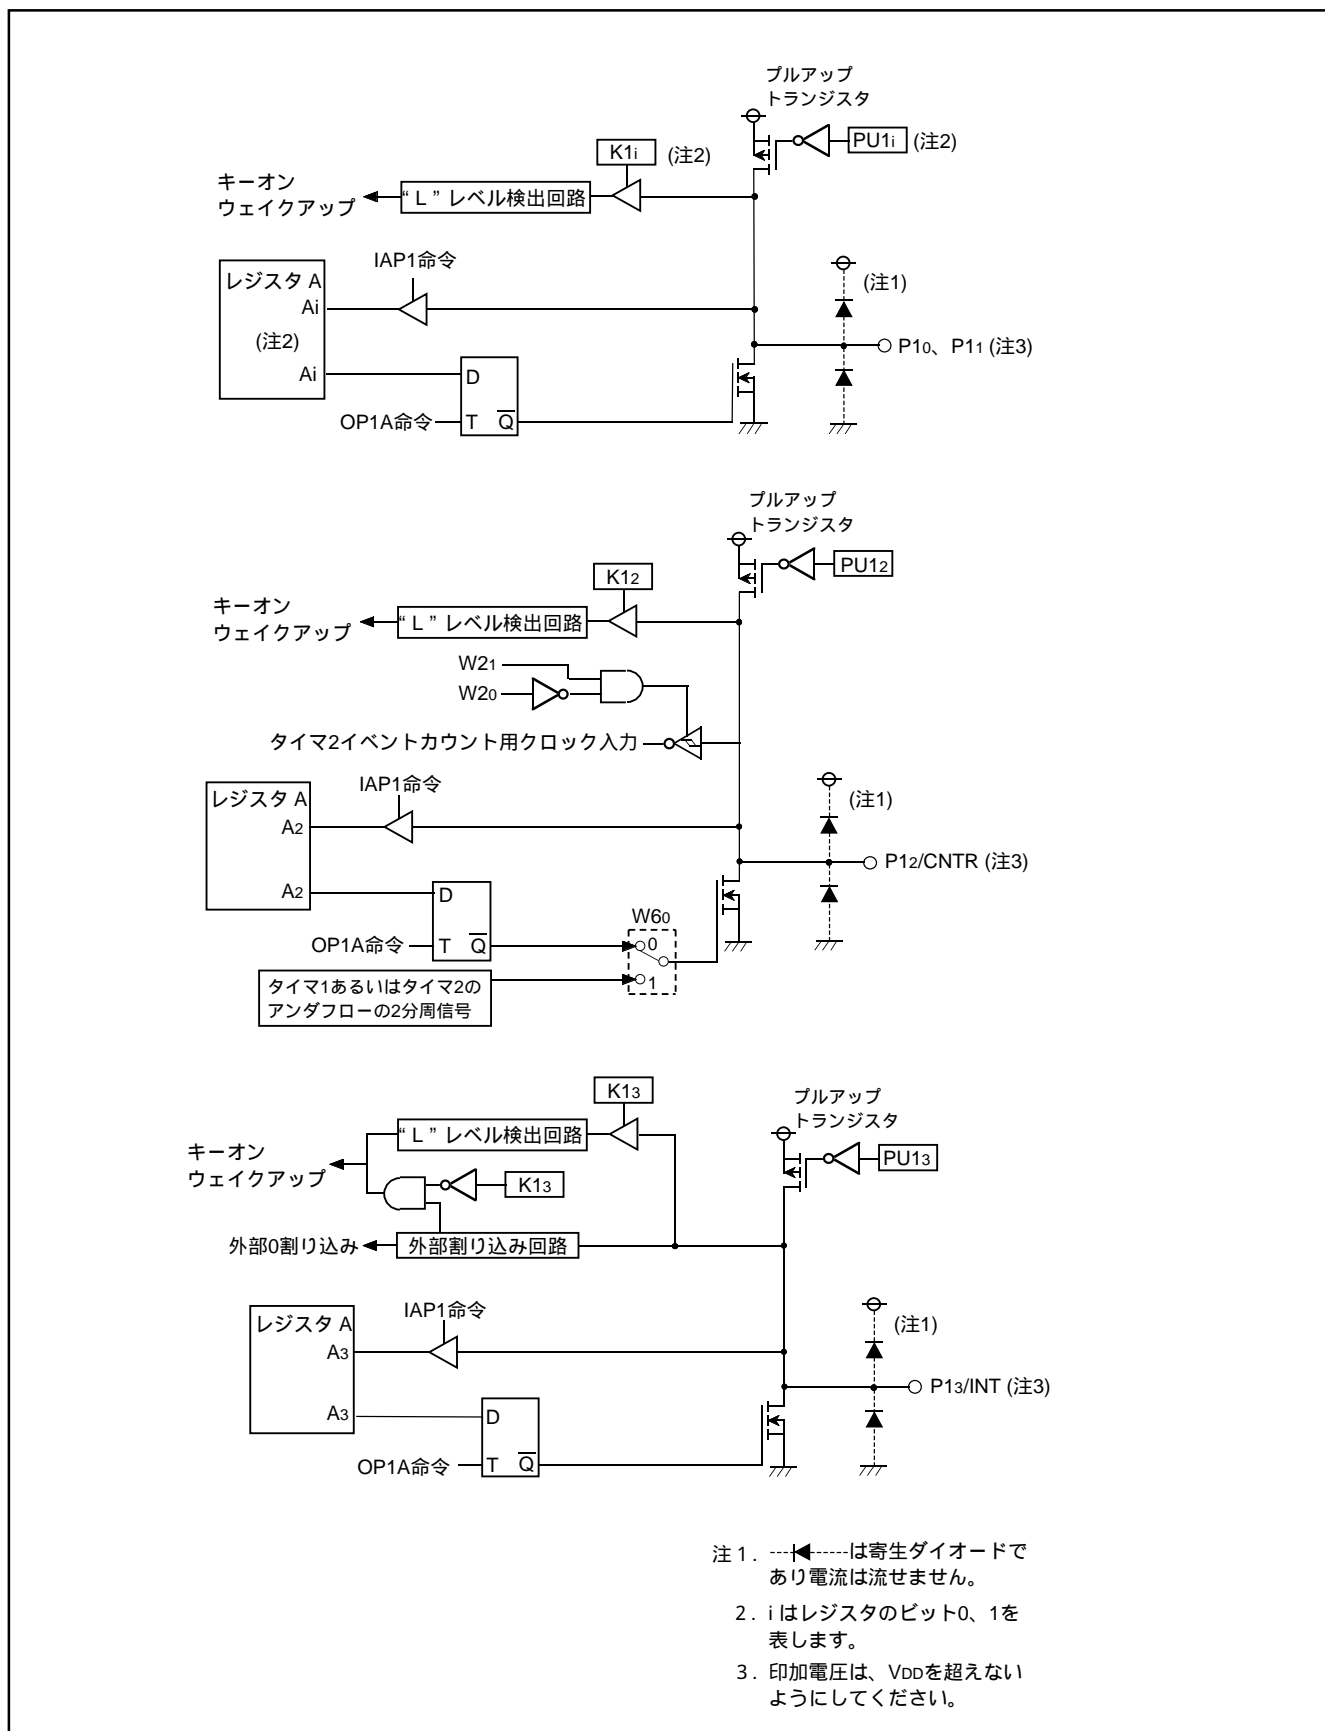 プルアップ
トランジスタ
PU1i (注2)
K1i (注2)
キーオン
ウェイクアップ
“ L ” レベル検出回路
IAP1命令
レジスタ A
Ai
(注2)
Ai
(注1)
P10、P11 (注3)
D
OP1A命令
T Q
プルアップ
トランジスタ
PU12
K12
キーオン
ウェイクアップ
“ L ” レベル検出回路
W21
W20
タイマ2イベントカウント用クロック入力
IAP1命令
レジスタ A
A2
A2
(注1)
P12/CNTR (注3)
D
W60
OP1A命令
T Q
0
1
タイマ1あるいはタイマ2の
アンダフローの2分周信号
プルアップ
トランジスタ
PU13
K13
“ L ” レベル検出回路
キーオン
ウェイクアップ
K13
外部0割り込み
外部割り込み回路
IAP1命令
レジスタ A
A3
A3
(注1)
P13/INT (注3)
D
OP1A命令
T Q
注 1 . は寄生ダイオードで
あり電流は流せません。
2 . i はレジスタのビット0、1を
表します。
3 . 印加電圧は、VDDを超えない
ようにしてください。